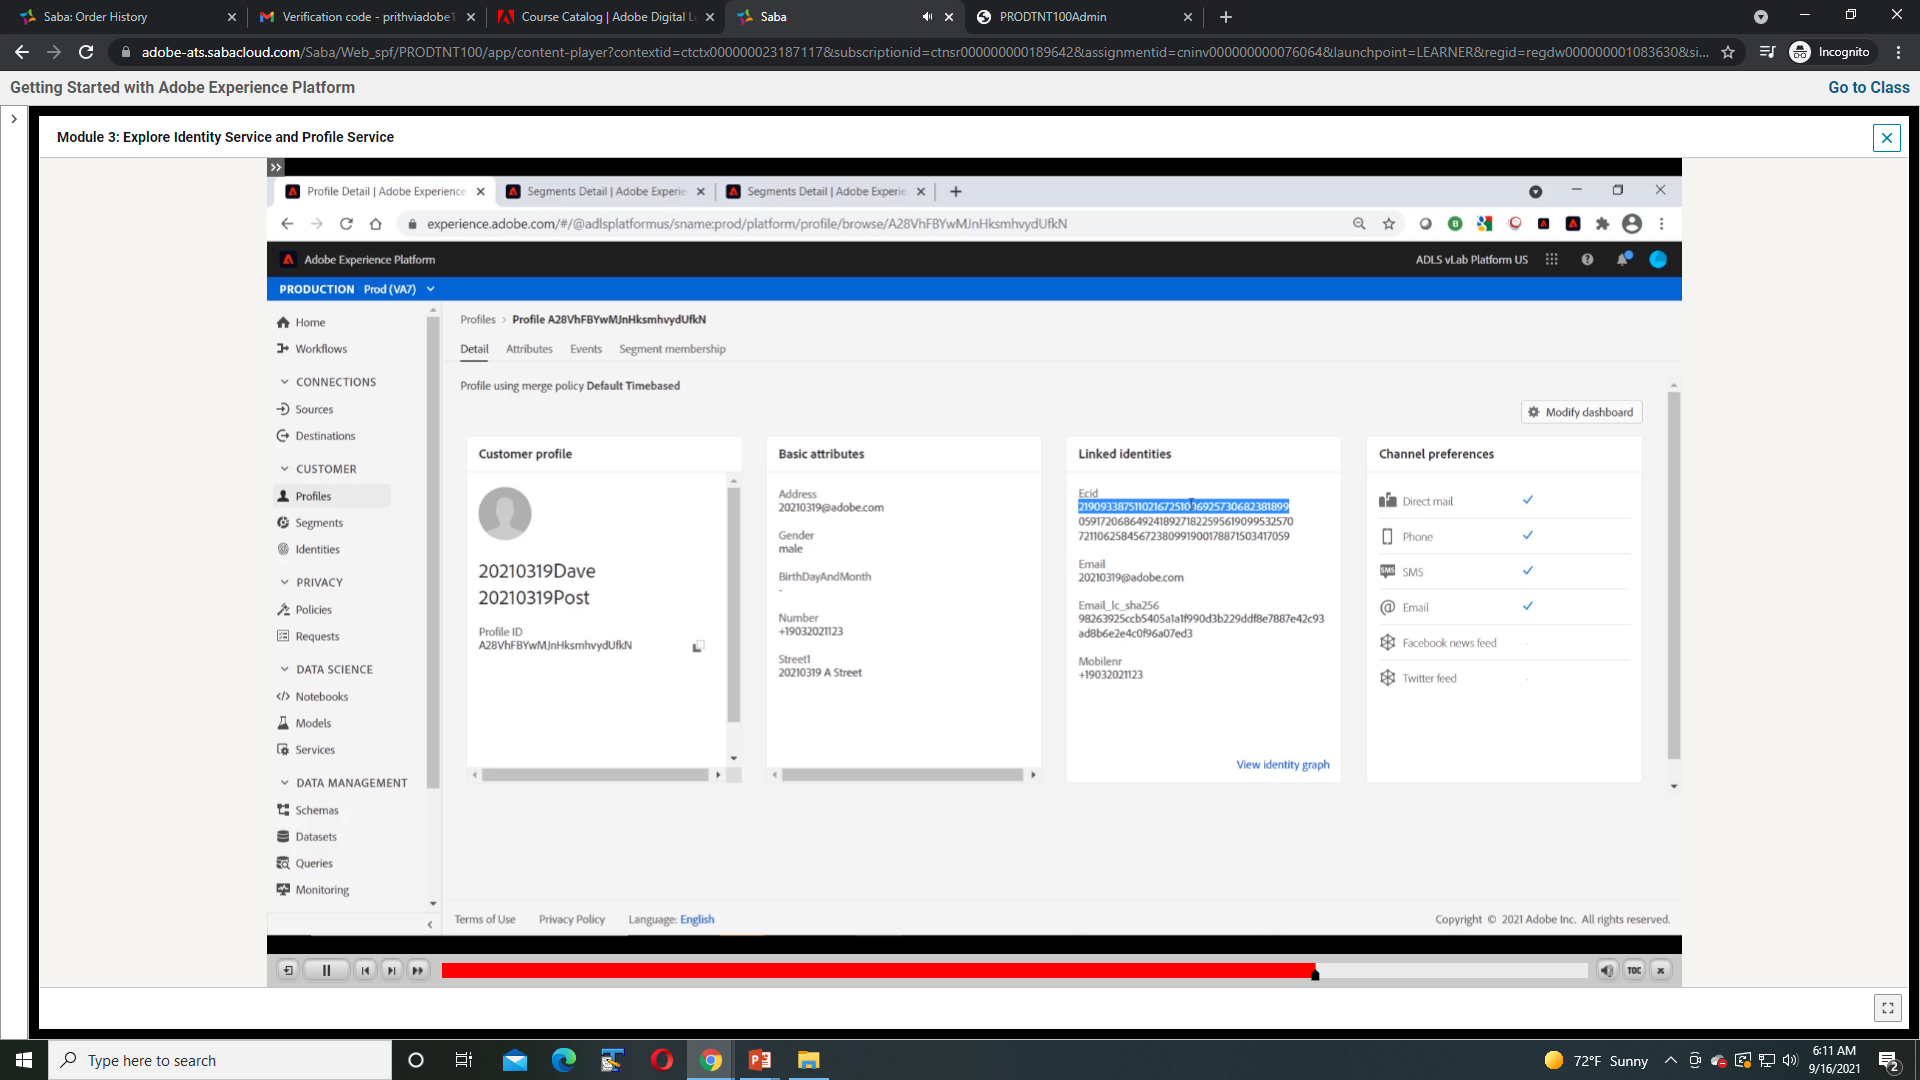 Saba: Order History
Verification code - prithviadobe1
Course Catalog | Adobe Digital L
Saba
PRODTNT100Admin
adobe-ats.sabacloud.com/Saba/Web_spf/PRODTNT100/app/content-player?contextid=ctctx000000023187117&subscriptionid=ctnsr000000000189642&assignmentid=cninv000000000076064&launchpoint=LEARNER&regid=regdw000000001083630&si...
Incognito
Getting Started with Adobe Experience Platform
Go to Class
Module 3: Explore Identity Service and Profile Service
Profile Detail | Adobe Experience
Segments Detail | Adobe Experie
Segments Detail | Adobe Experie
experience.adobe.com/#/@adlsplatformus/sname:prod/platform/profile/browse/A28VhFBYwMJnHksmhvydUfkN
Adobe Experience Platform
ADLS vLab Platform US
PRODUCTION Prod (VA7)
Home
Workflows
CONNECTIONS
Sources
Destinations
CUSTOMER
Profiles
Segments
Identities
PRIVACY
Policies
Requests
DATA SCIENCE
Notebooks
Models
Services
DATA MANAGEMENT
Schemas
Datasets
Queries
Monitoring
Profiles > Profile A28VhFBYwMJnHksmhvydUfkN
Detail Attributes Events Segment membership
Profile using merge policy Default Timebased
Modify dashboard
Customer profile
20210319Dave
20210319Post
Profile ID
A28VhFBYwMJnHksmhvydUfkN
Basic attributes
Address
20210319@adobe.com
Gender
male
BirthDayAndMonth
-
Number
+19032021123
Street1
20210319 A Street
Linked identities
Ecid
05917206864924189271822595619099532570
72110625845672380991900178871503417059
Email
20210319@adobe.com
Email_lc_sha256
98263925ccb5405a1a1f990d3b229ddf8e7887e42c93
ad8b6e2e4c0f96a07ed3
Mobilenr
+19032021123
View identity graph
Channel preferences
Direct mail
Phone
SMS SMS
Email
Facebook news feed -
Twitter feed -
Terms of Use Privacy Policy Language: English
Copyright © 2021 Adobe Inc. All rights reserved.
TOC
Type here to search
72°F Sunny
6:11 AM
9/16/2021
2